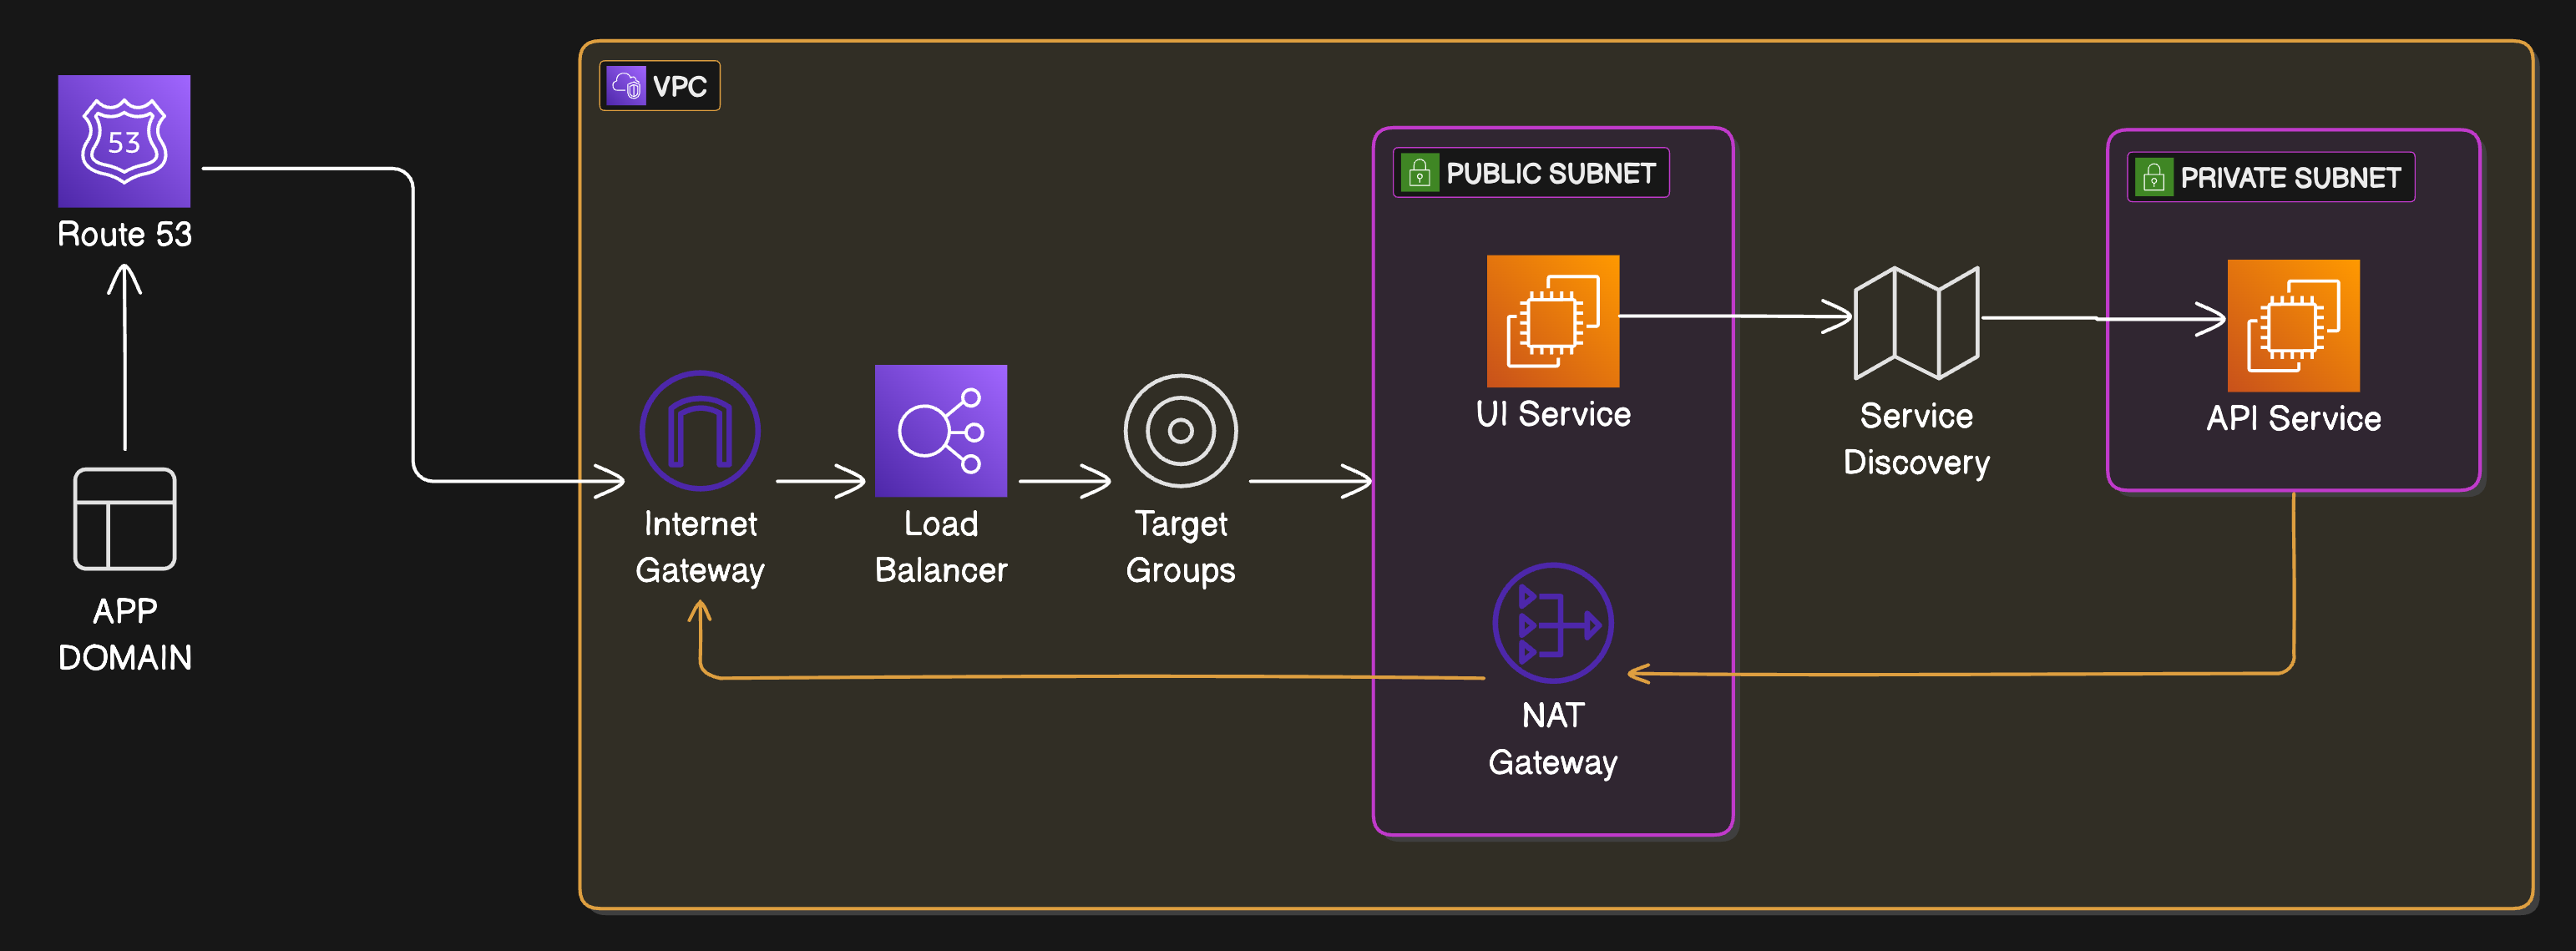 VPC
PUBLIC SUBNET
PRIVATE SUBNET
53
Route 53
UI Service
Service
Discovery
API Service
Internet
Gateway
Load
Balancer
Target
Groups
APP
DOMAIN
NAT
Gateway